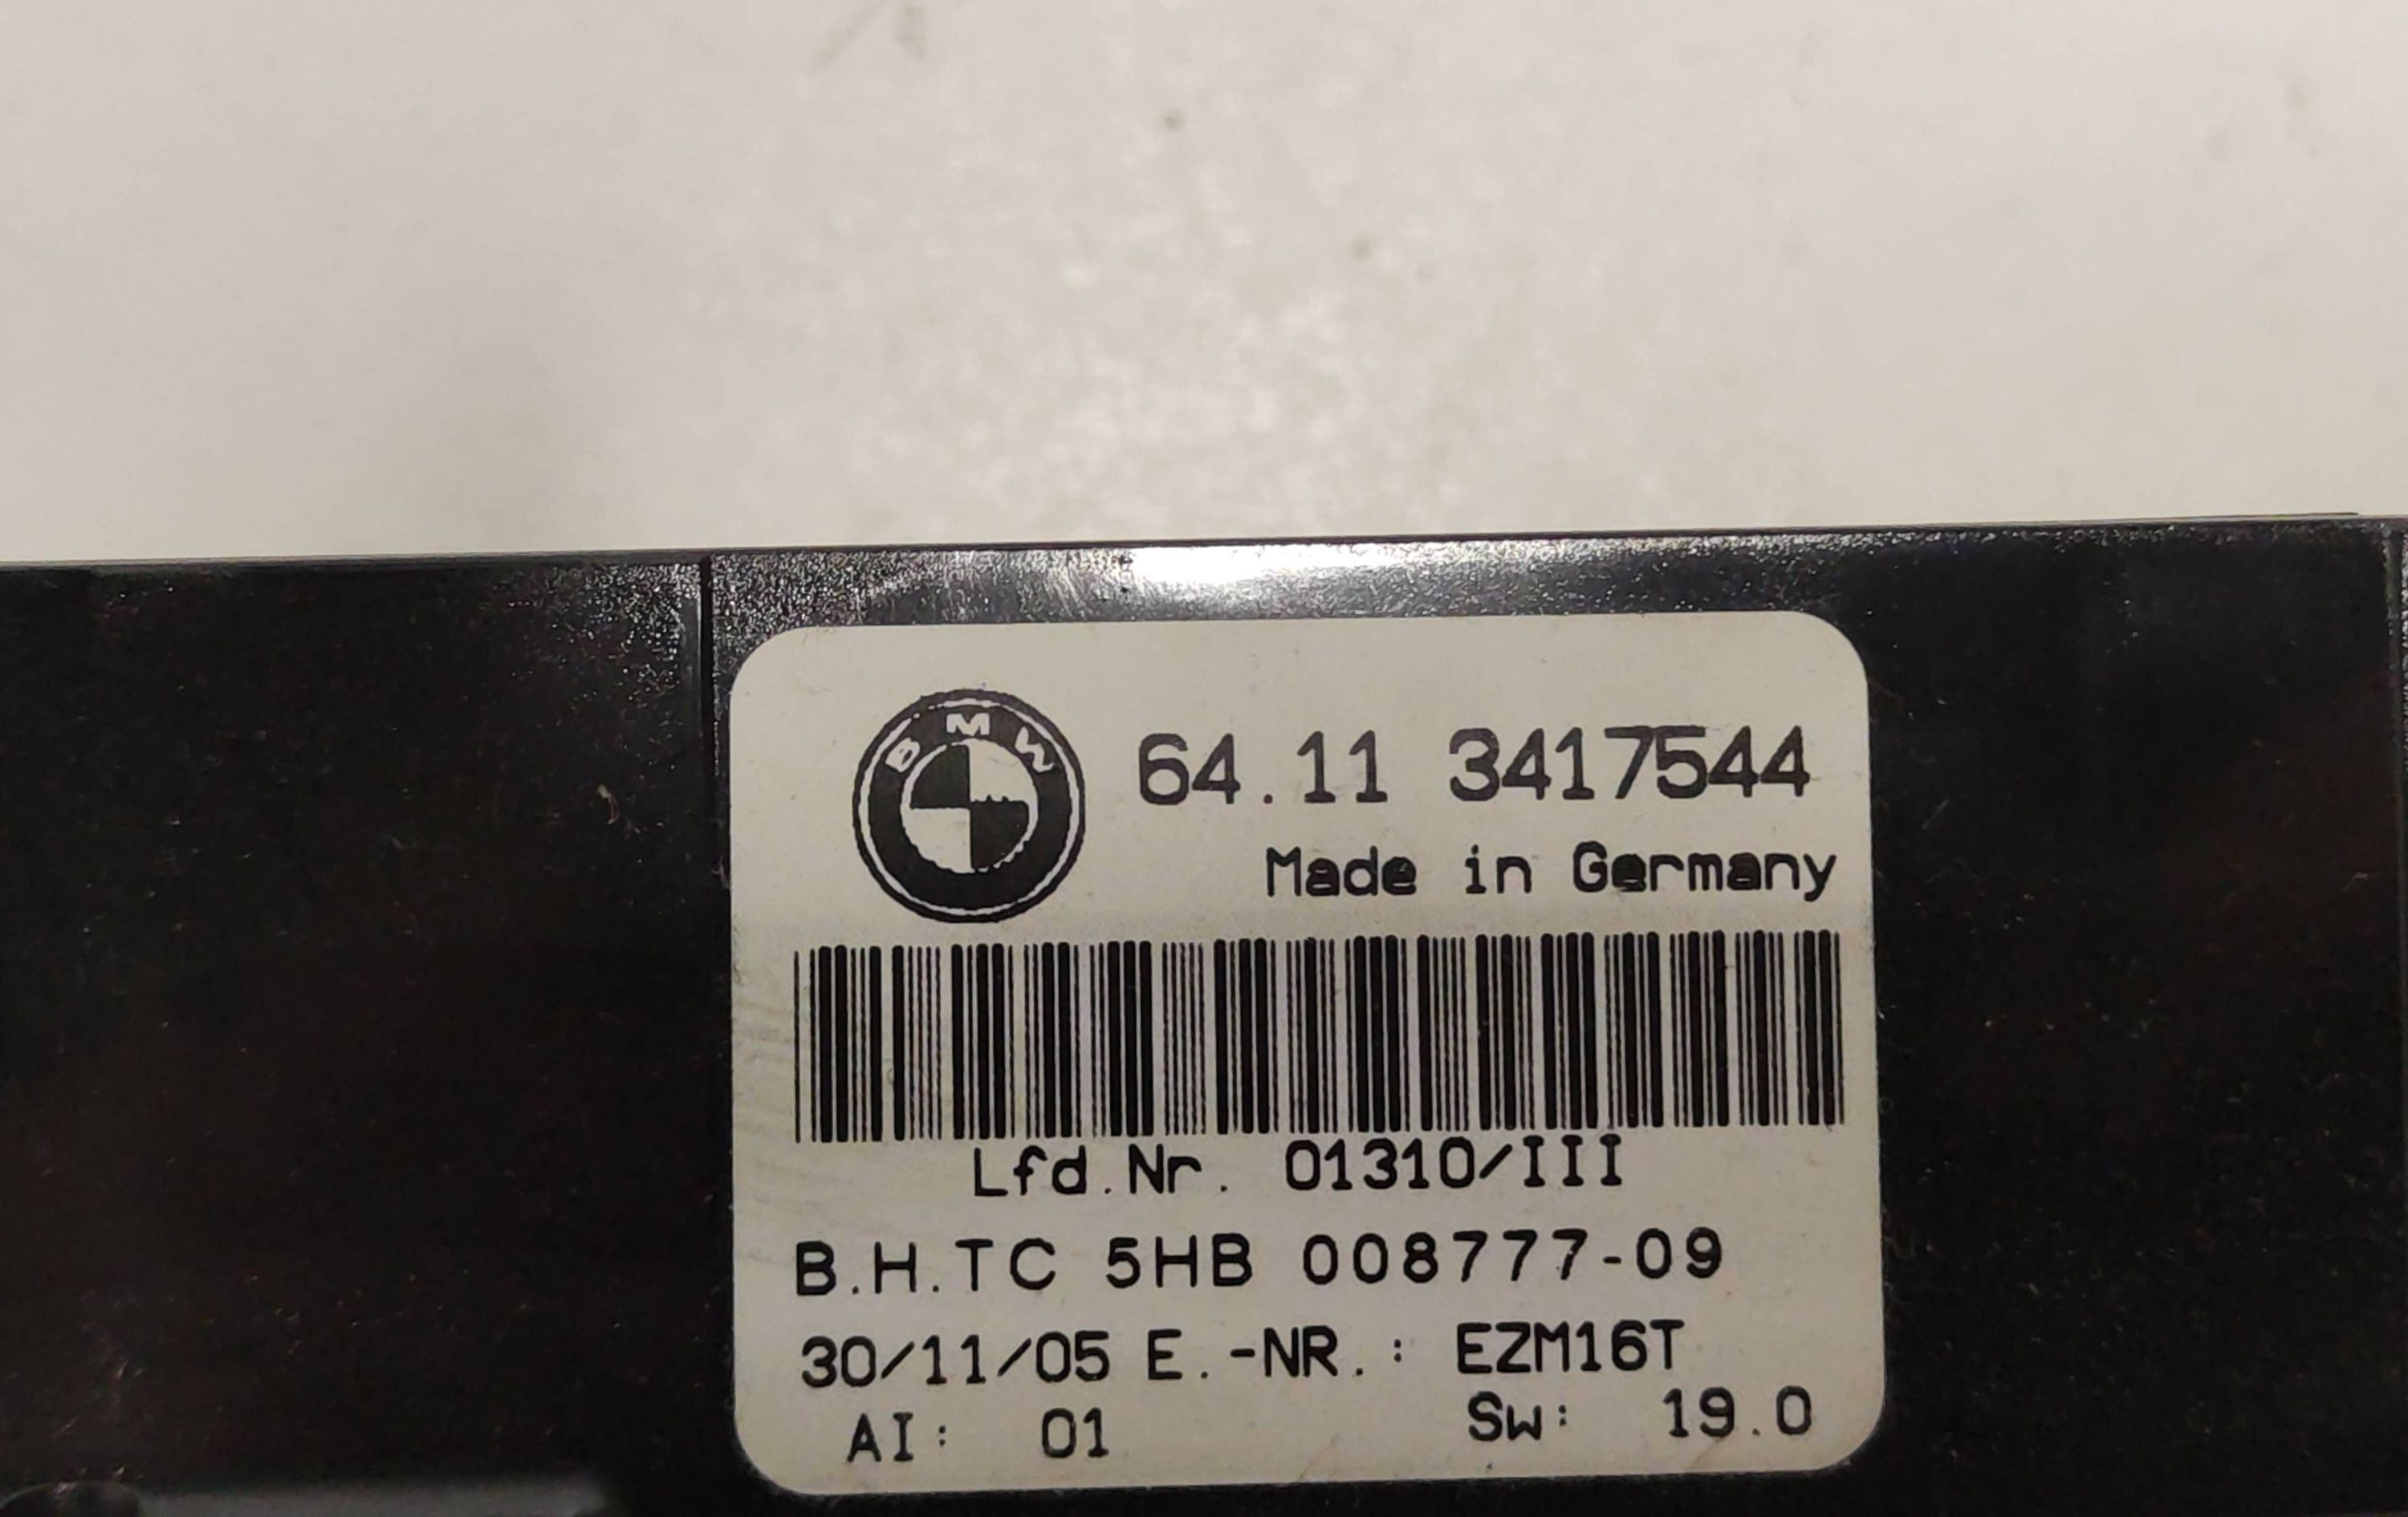 BMW
64.11 3417544
Made in Germany
Lfd.Nr. 01310/III
B.H.TC 5HB 008777-09
30/11/05 E.-NR.: EZM16T
AI: 01 Sw: 19.0